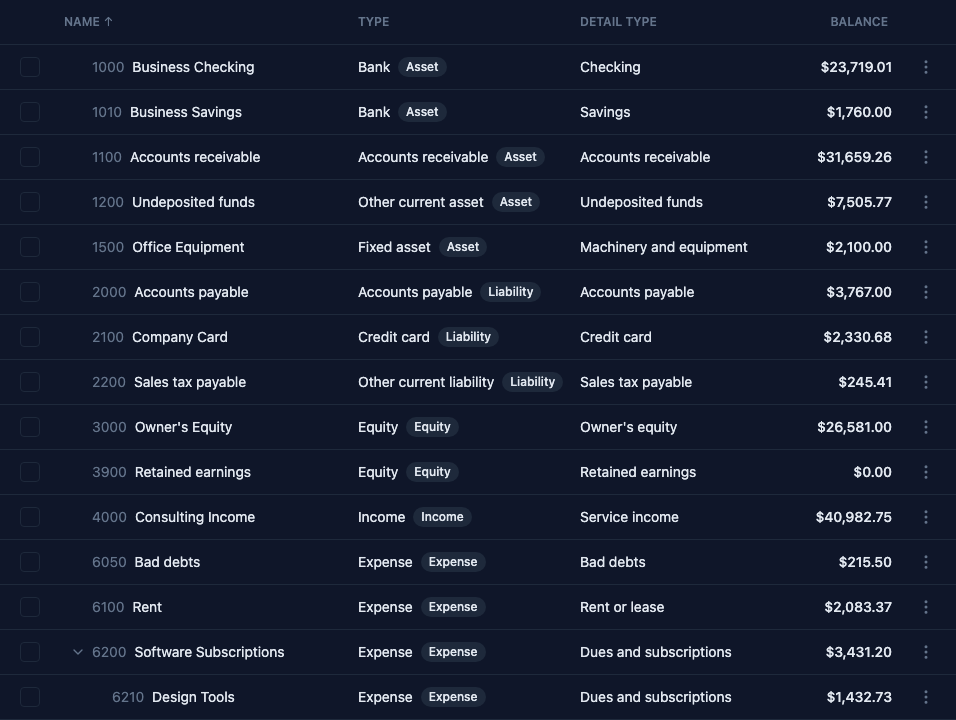 NAME ↑ TYPE DETAIL TYPE BALANCE
1000 Business Checking Bank Asset Checking $23,719.01
1010 Business Savings Bank Asset Savings $1,760.00
1100 Accounts receivable Accounts receivable Asset Accounts receivable $31,659.26
1200 Undeposited funds Other current asset Asset Undeposited funds $7,505.77
1500 Office Equipment Fixed asset Asset Machinery and equipment $2,100.00
2000 Accounts payable Accounts payable Liability Accounts payable $3,767.00
2100 Company Card Credit card Liability Credit card $2,330.68
2200 Sales tax payable Other current liability Liability Sales tax payable $245.41
3000 Owner's Equity Equity Equity Owner's equity $26,581.00
3900 Retained earnings Equity Equity Retained earnings $0.00
4000 Consulting Income Income Income Service income $40,982.75
6050 Bad debts Expense Expense Bad debts $215.50
6100 Rent Expense Expense Rent or lease $2,083.37
6200 Software Subscriptions Expense Expense Dues and subscriptions $3,431.20
6210 Design Tools Expense Expense Dues and subscriptions $1,432.73